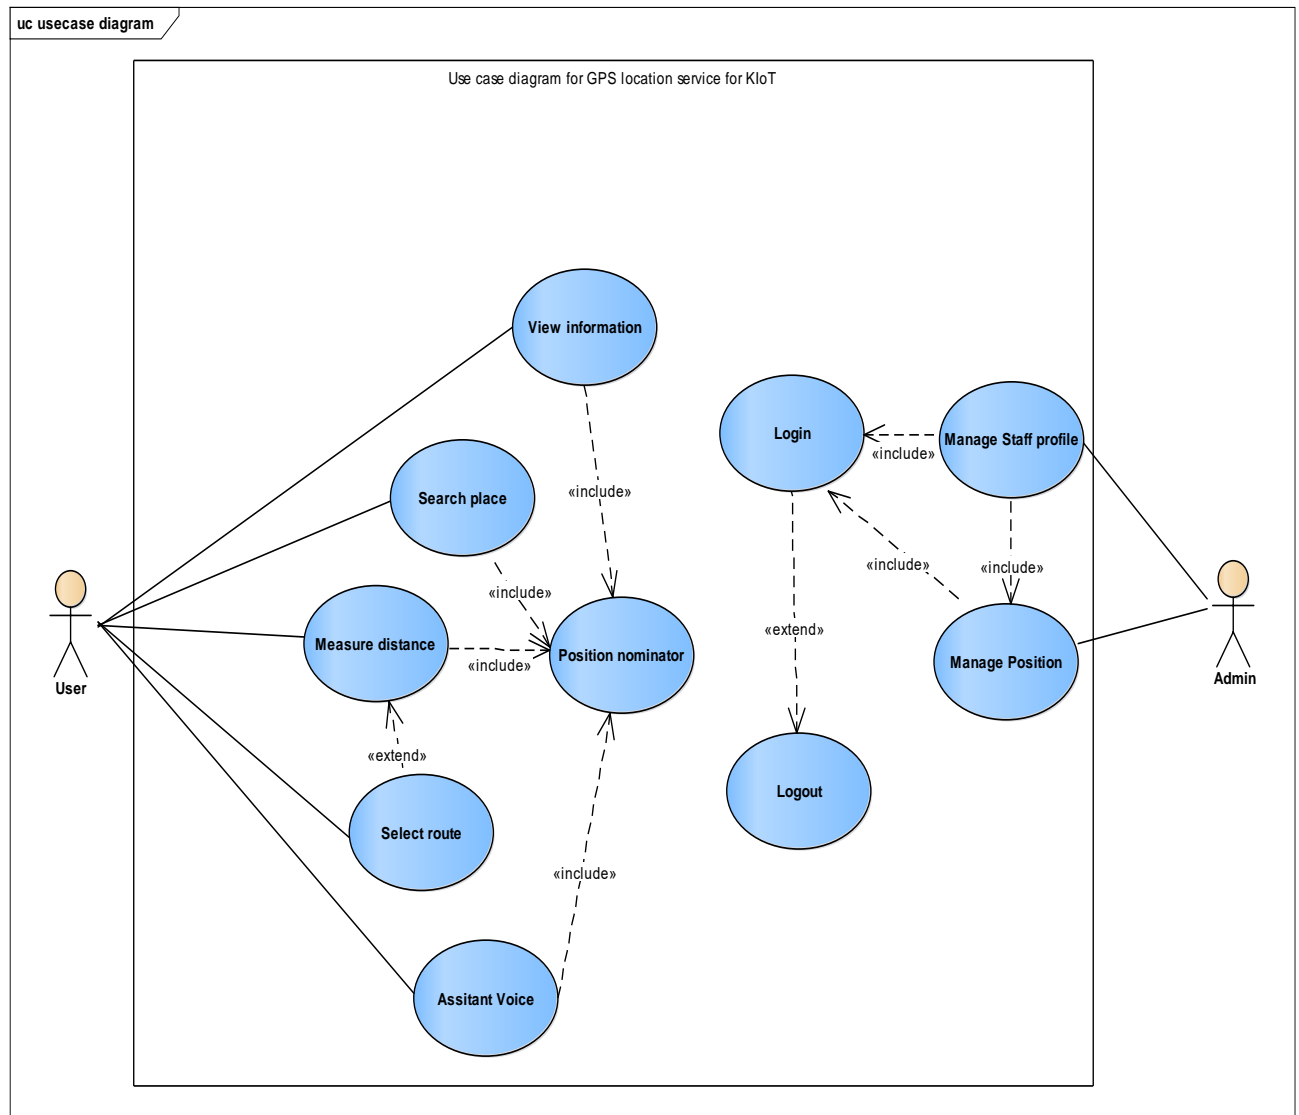 uc usecase diagram
Use case diagram for GPS location service for KIoT
View information
Login
Manage Staff profile
«include»
«include»
Search place
«include»
«include»
«include»
«extend»
Measure distance
«include»
Position nominator
Manage Position
User
Admin
«extend»
Select route
Logout
«include»
Assitant Voice